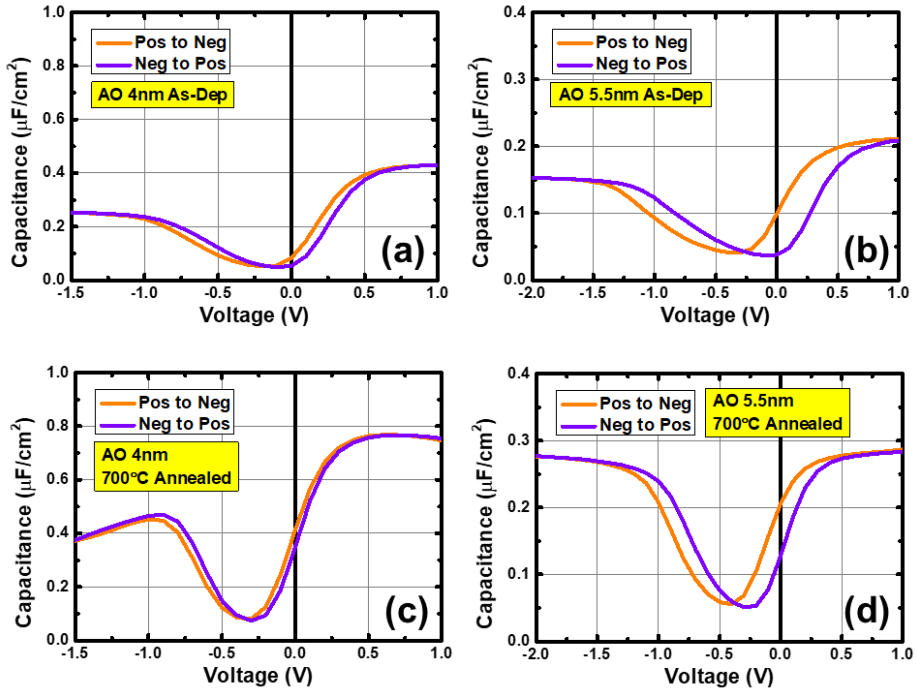 1.0
0.8
0.6
0.4
0.2
0.0
Capacitance (µF/cm²)
Pos to Neg
Neg to Pos
AO 4nm As-Dep
(a)
-1.5 -1.0 -0.5 0.0 0.5 1.0
Voltage (V)
0.4
0.3
0.2
0.1
0.0
Capacitance (µF/cm²)
Pos to Neg
Neg to Pos
AO 5.5nm As-Dep
(b)
-2.0 -1.5 -1.0 -0.5 0.0 0.5 1.0
Voltage (V)
1.0
0.8
0.6
0.4
0.2
0.0
Capacitance (µF/cm²)
Pos to Neg
Neg to Pos
AO 4nm
700°C Annealed
(c)
-1.5 -1.0 -0.5 0.0 0.5 1.0
Voltage (V)
0.4
0.3
0.2
0.1
0.0
Capacitance (µF/cm²)
Pos to Neg
Neg to Pos
AO 5.5nm
700°C Annealed
(d)
-2.0 -1.5 -1.0 -0.5 0.0 0.5 1.0
Voltage (V)